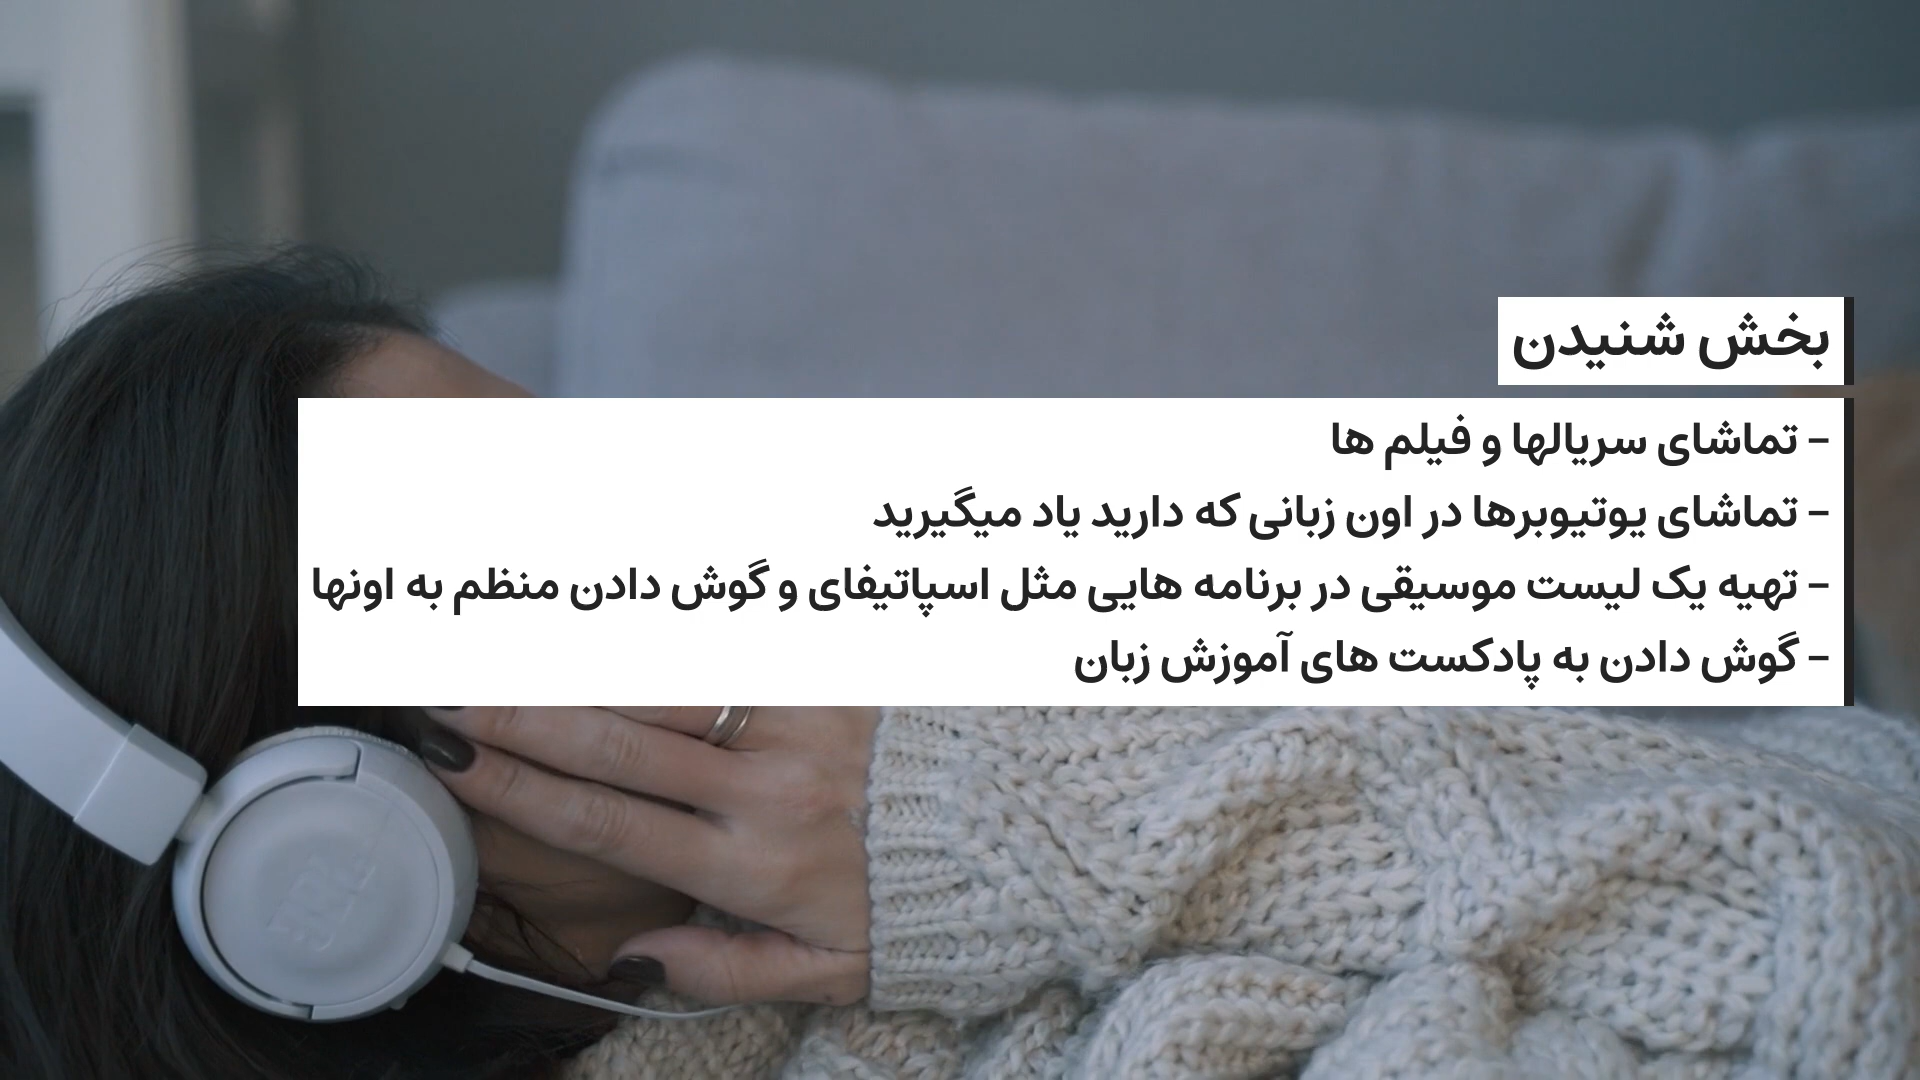 بخش شنیدن
- تماشای سریالها و فیلم ها
- تماشای یوتیوبرها در اون زبانی که دارید یاد میگیرید
- تهیه یک لیست موسیقی در برنامه هایی مثل اسپاتیفای و گوش دادن منظم به اونها
- گوش دادن به پادکست های آموزش زبان
JBL